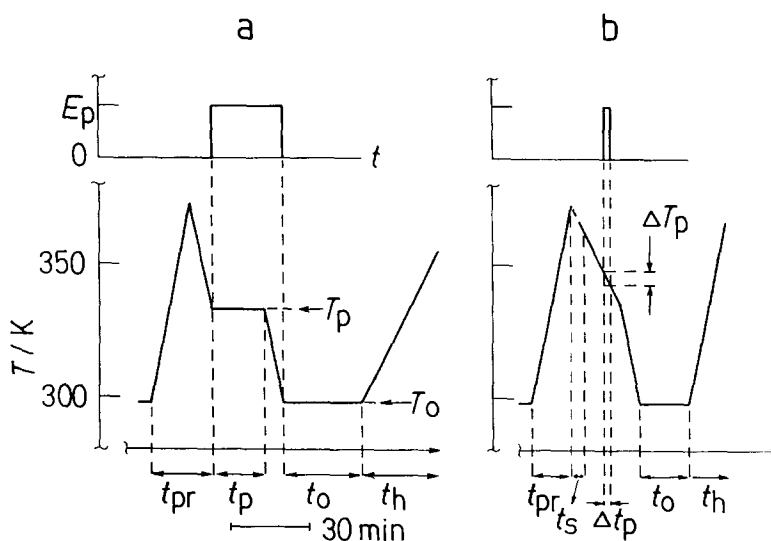 a
b
Ep
0
t
ΔTp
350
Tp
T / K
300
To
tpr
tp
to
th
tpr
ts
Δtp
to
th
30 min